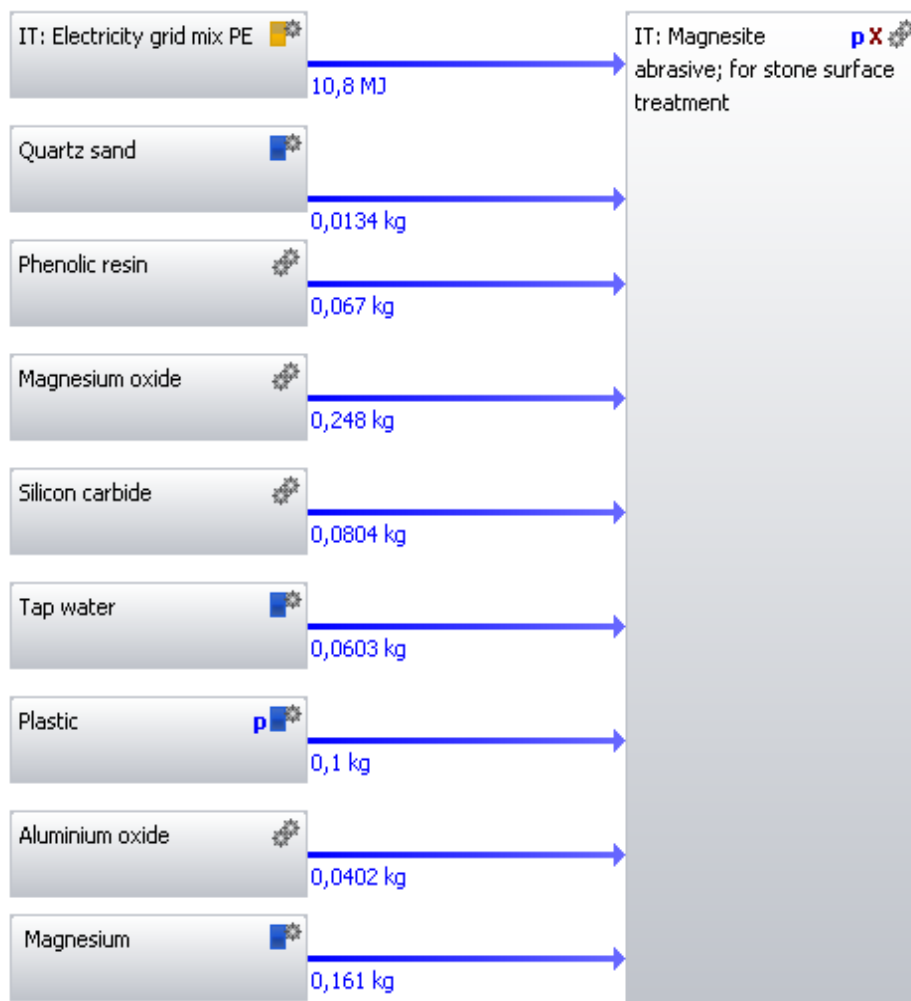 IT: Electricity grid mix PE
10,8 MJ
IT: Magnesite p X
abrasive; for stone surface
treatment
Quartz sand
0,0134 kg
Phenolic resin
0,067 kg
Magnesium oxide
0,248 kg
Silicon carbide
0,0804 kg
Tap water
0,0603 kg
Plastic p
0,1 kg
Aluminium oxide
0,0402 kg
Magnesium
0,161 kg